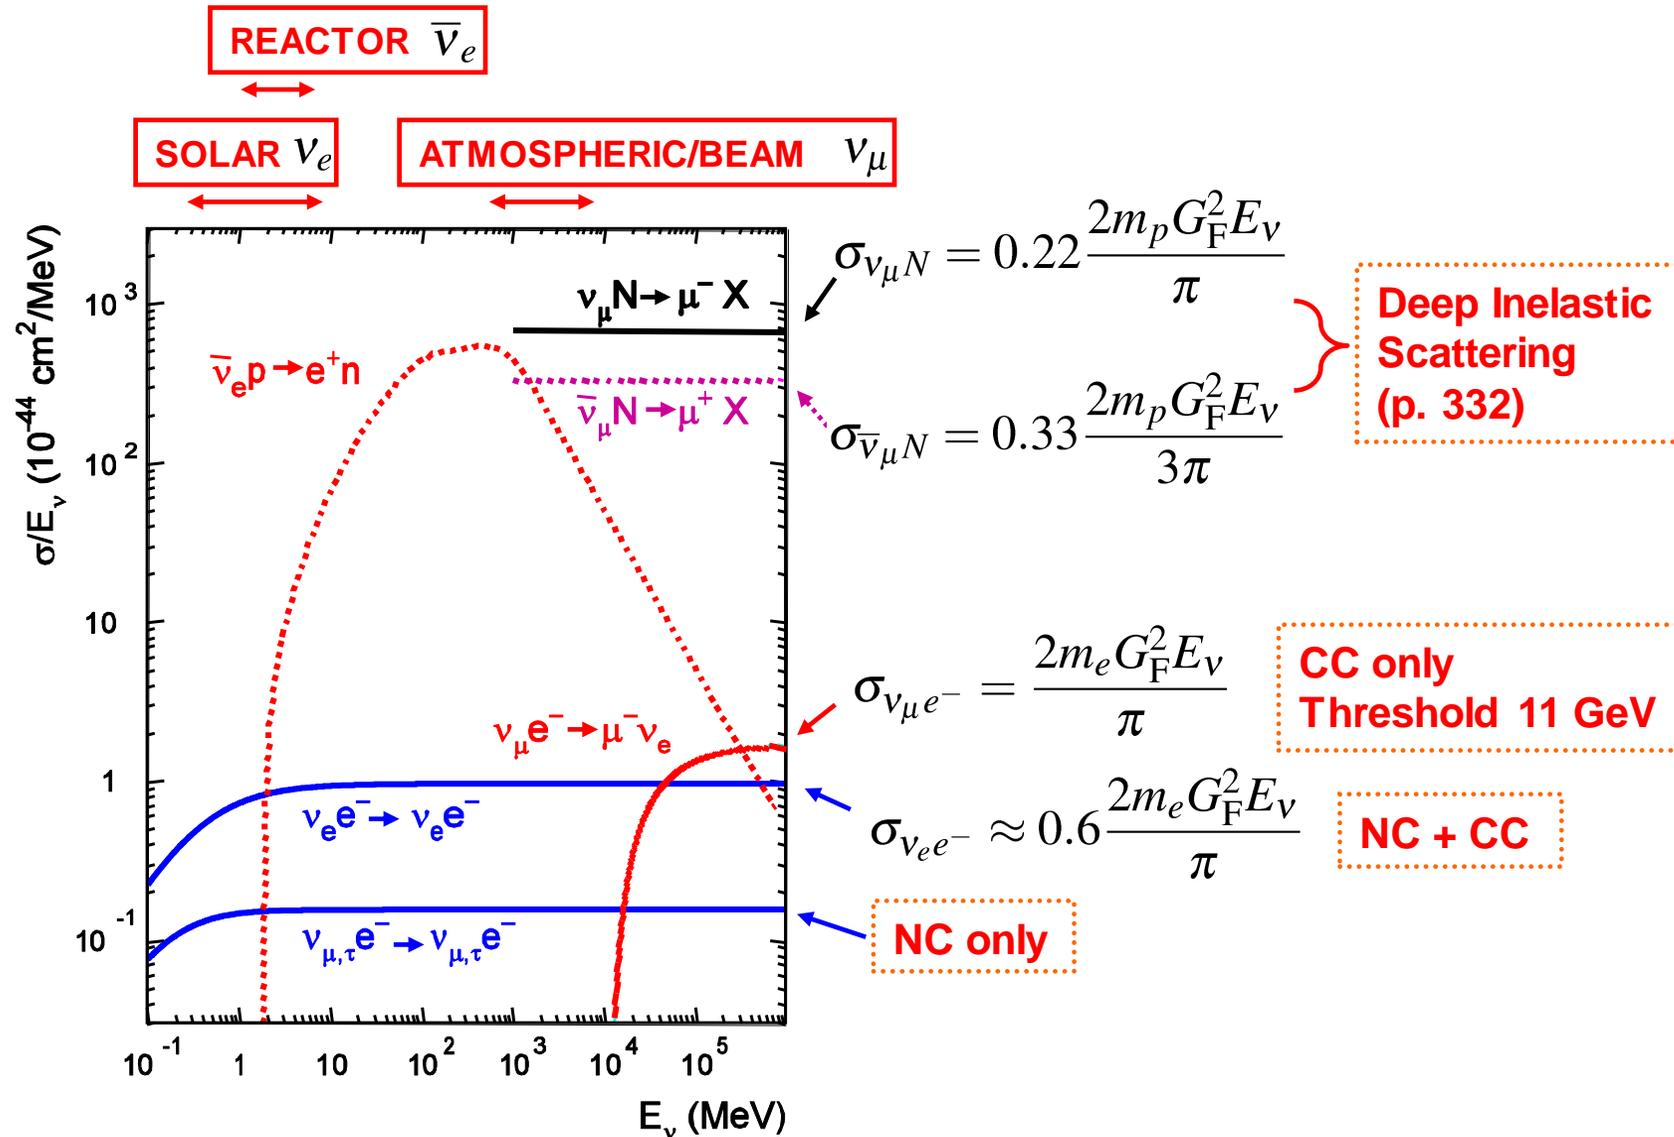 REACTOR ν̅e
SOLAR νe
ATMOSPHERIC/BEAM νμ
σ/Eν (10^-44 cm^2/MeV)
10^3
10^2
10
1
10^-1
10^-1 1 10 10^2 10^3 10^4 10^5
Eν (MeV)
νμN→μ^- X
ν̅ep→e^+n
ν̅μN→μ^+ X
νμe^-→μ^-νe
νee^-→νee^-
νμ,τe^-→νμ,τe^-
σνμN = 0.22 2mpGF^2Eν/π
σν̅μN = 0.33 2mpGF^2Eν/3π
Deep Inelastic
Scattering
(p. 332)
σνμe^- = 2meGF^2Eν/π
CC only
Threshold 11 GeV
σνee^- ≈ 0.6 2meGF^2Eν/π
NC + CC
NC only